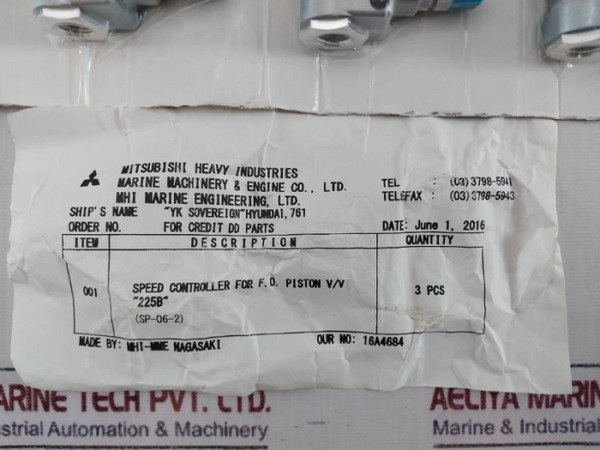 MITSUBISHI HEAVY INDUSTRIES
MARINE MACHINERY & ENGINE CO., LTD.
MHI MARINE ENGINEERING, LTD.
TEL : (03) 3798-5941
TELEFAX : (03) 3798-5943
SHIP'S NAME "YK SOVEREIGN"HYUNDAI,761
ORDER NO. FOR CREDIT DD PARTS DATE: June 1, 2016
ITEM DESCRIPTION QUANTITY
001 SPEED CONTROLLER FOR F.O. PISTON V/V 3 PCS
"225B"
(SP-06-2)
MADE BY: MHI-MME NAGASAKI OUR NO: 16A4684
ARINE TECH PVT. LTD. AELIYA MARIN
strial Automation & Machinery Marine & Industrial